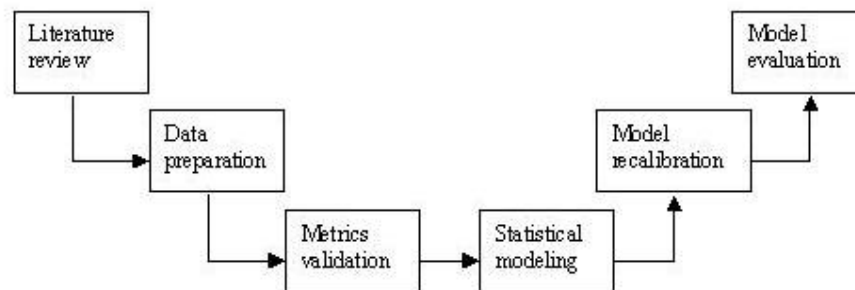 Literature
review
Data
preparation
Metrics
validation
Statistical
modeling
Model
recalibration
Model
evaluation